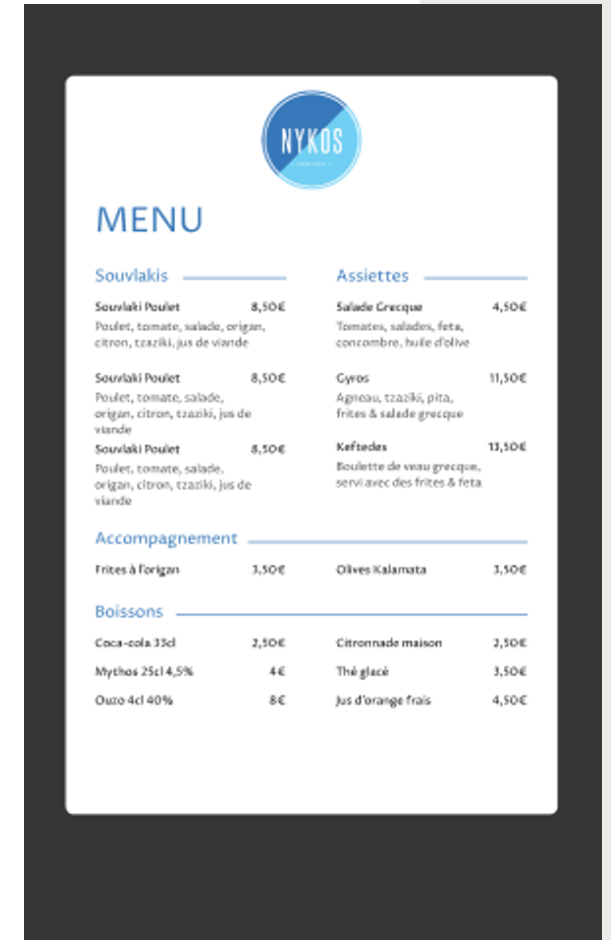 NYKOS
MENU
Souvlakis
Souvlaki Poulet 8,50€
Poulet, tomate, salade, origan,
citron, tzaziki, jus de viande
Souvlaki Poulet 8,50€
Poulet, tomate, salade,
origan, citron, tzaziki, jus de
viande
Souvlaki Poulet 8,50€
Poulet, tomate, salade,
origan, citron, tzaziki, jus de
viande
Assiettes
Salade Grecque 4,50€
Tomates, salades, feta,
concombre, huile d'olive
Gyros 11,50€
Agneau, tzaziki, pita,
frites & salade grecque
Keftedes 13,50€
Boulette de veau grecque,
servi avec des frites & feta
Accompagnement
Frites à l'origan 3,50€
Olives Kalamata 3,50€
Boissons
Coca-cola 33cl 2,50€
Citronnade maison 2,50€
Mythos 25cl 4,5% 4€
Thé glacé 3,50€
Ouzo 4cl 40% 8€
Jus d'orange frais 4,50€